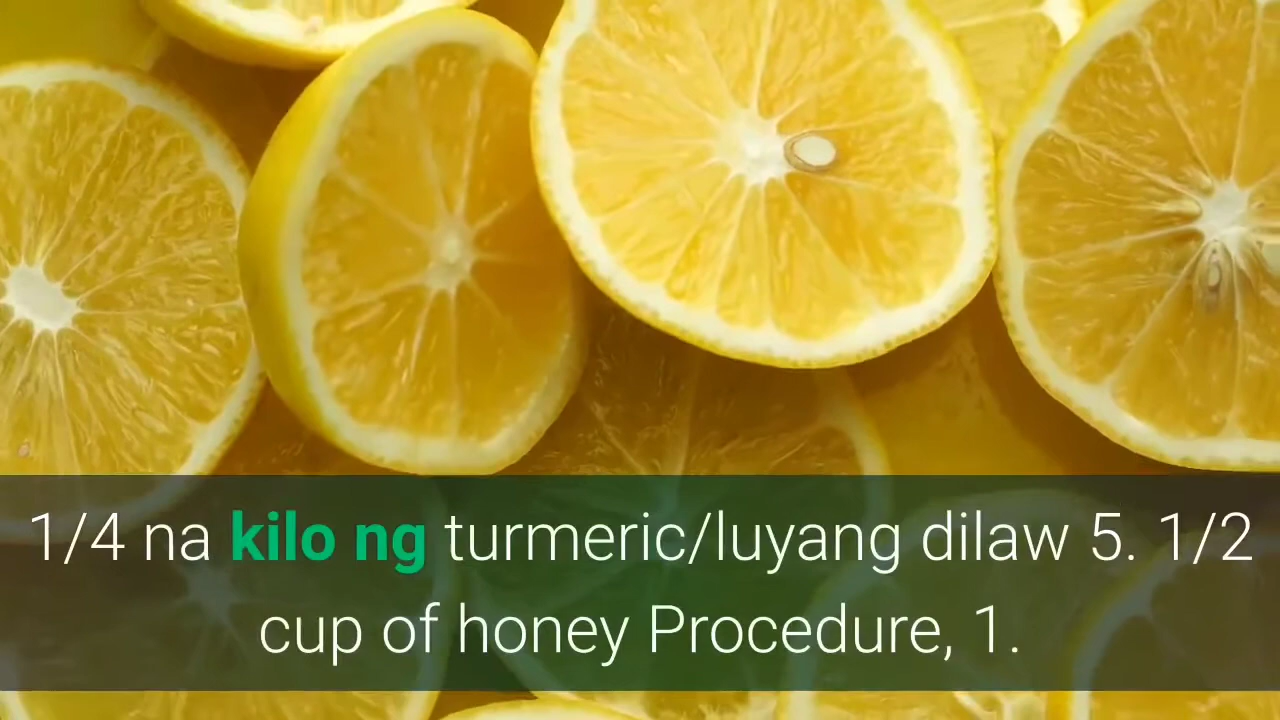 1/4 na kilo ng turmeric/luyang dilaw 5. 1/2
cup of honey Procedure, 1.